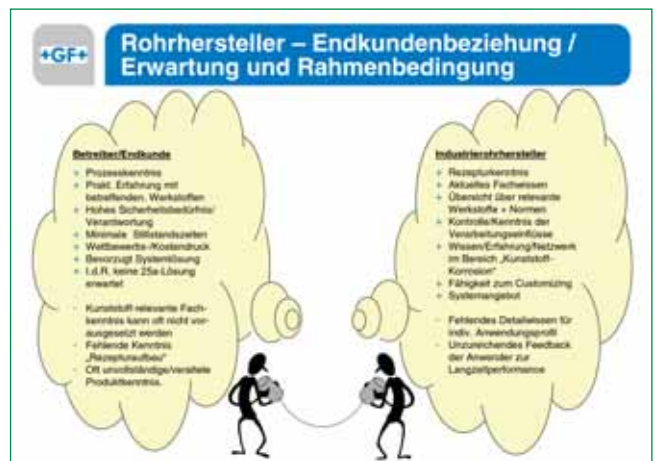 +GF+
Rohrhersteller – Endkundenbeziehung /
Erwartung und Rahmenbedingung
Betreiber/Endkunde
+ Prozesskenntnis
+ Prakt. Erfahrung mit
betreffenden. Werkstoffen
+ Hohes Sicherheitsbedürfnis/
Verantwortung
+ Minimale Stillstandszeiten
+ Wettbewerbs-/Kostendruck
+ Bevorzugt Systemlösung
+ I.d.R. keine 25a-Lösung
erwartet
- Kunststoff-relevante Fach-
kenntnis kann oft nicht vor-
ausgesetzt werden
- Fehlende Kenntnis
„Rezepturaufbau“
- Oft unvollständige/veraltete
Produktkenntnis.
Industrierohrhersteller
+ Rezepturkenntnis
+ Aktuelles Fachwissen
+ Übersicht über relevante
Werkstoffe + Normen
+ Kontrolle/Kenntnis der
Verarbeitungseinflüsse
+ Wissen/Erfahrung/Netzwerk
im Bereich „Kunststoff-
Korrosion“
+ Fähigkeit zum Customizing
+ Systemangebot
- Fehlendes Detailwissen für
indiv. Anwendungsprofil
- Unzureichendes Feedback
der Anwender zur
Langzeitperformance